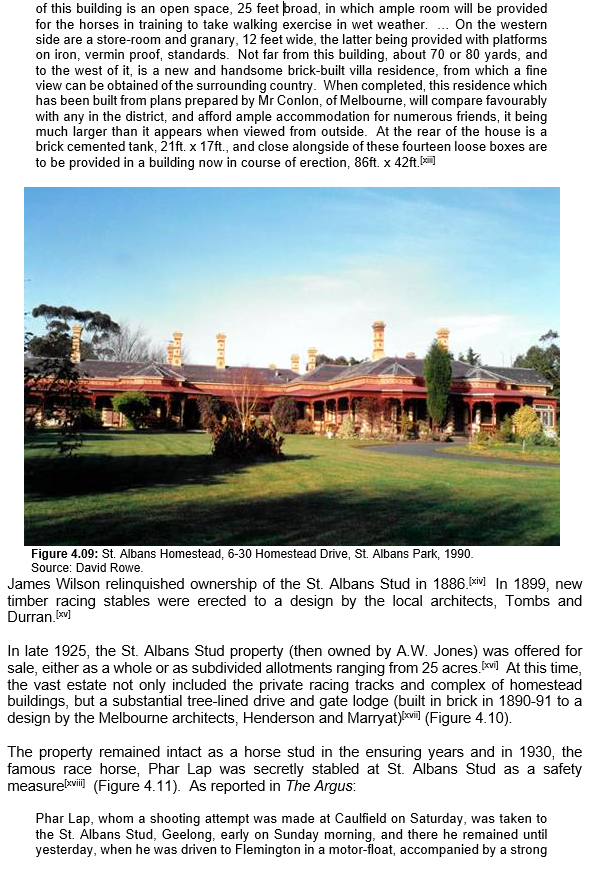 of this building is an open space, 25 feet broad, in which ample room will be provided
for the horses in training to take walking exercise in wet weather. … On the western
side are a store-room and granary, 12 feet wide, the latter being provided with platforms
on iron, vermin proof, standards. Not far from this building, about 70 or 80 yards, and
to the west of it, is a new and handsome brick-built villa residence, from which a fine
view can be obtained of the surrounding country. When completed, this residence which
has been built from plans prepared by Mr Conlon, of Melbourne, will compare favourably
with any in the district, and afford ample accommodation for numerous friends, it being
much larger than it appears when viewed from outside. At the rear of the house is a
brick cemented tank, 21ft. x 17ft., and close alongside of these fourteen loose boxes are
to be provided in a building now in course of erection, 86ft. x 42ft.[xiii]
Figure 4.09: St. Albans Homestead, 6-30 Homestead Drive, St. Albans Park, 1990.
Source: David Rowe.
James Wilson relinquished ownership of the St. Albans Stud in 1886.[xiv] In 1899, new
timber racing stables were erected to a design by the local architects, Tombs and
Durran.[xv]
In late 1925, the St. Albans Stud property (then owned by A.W. Jones) was offered for
sale, either as a whole or as subdivided allotments ranging from 25 acres.[xvi] At this time,
the vast estate not only included the private racing tracks and complex of homestead
buildings, but a substantial tree-lined drive and gate lodge (built in brick in 1890-91 to a
design by the Melbourne architects, Henderson and Marryat)[xvii] (Figure 4.10).
The property remained intact as a horse stud in the ensuring years and in 1930, the
famous race horse, Phar Lap was secretly stabled at St. Albans Stud as a safety
measure[xviii] (Figure 4.11). As reported in The Argus:
Phar Lap, whom a shooting attempt was made at Caulfield on Saturday, was taken to
the St. Albans Stud, Geelong, early on Sunday morning, and there he remained until
yesterday, when he was driven to Flemington in a motor-float, accompanied by a strong